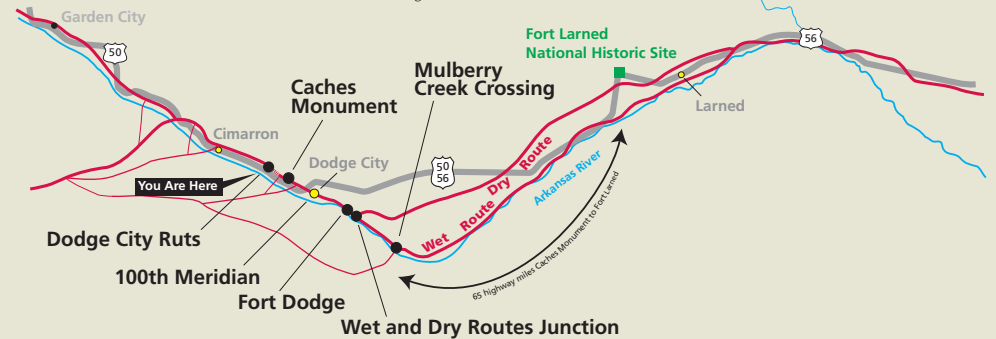 Garden City
50
56
Fort Larned
National Historic Site
Mulberry
Creek Crossing
Caches
Monument
Larned
Cimarron
Dodge City
50
56
Dry Route
Arkansas River
You Are Here
Wet Route
65 highway miles Caches Monument to Fort Larned
Dodge City Ruts
100th Meridian
Fort Dodge
Wet and Dry Routes Junction